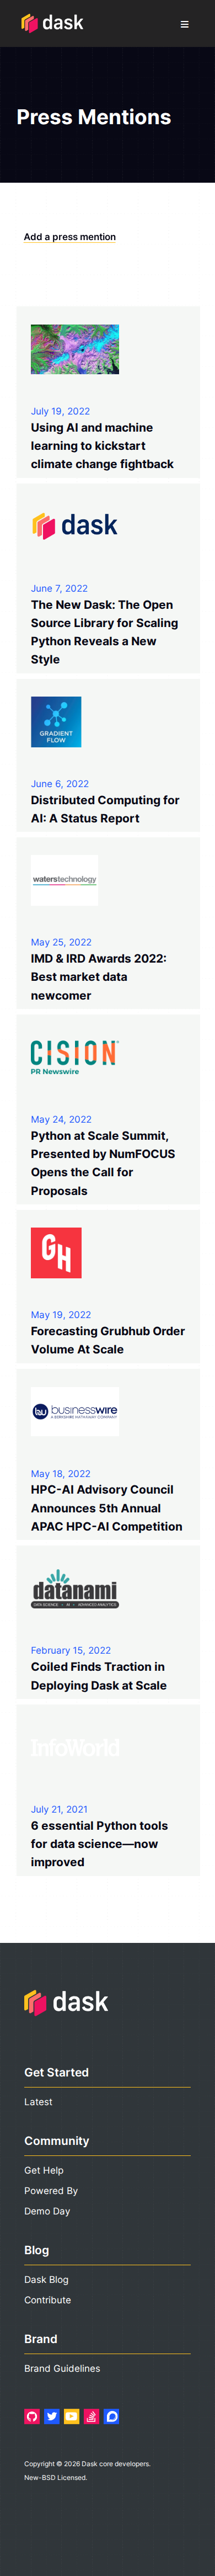 dask
Press Mentions
Add a press mention
July 19, 2022
Using AI and machine
learning to kickstart
climate change fightback
dask
June 7, 2022
The New Dask: The Open
Source Library for Scaling
Python Reveals a New
Style
GRADIENT
FLOW
June 6, 2022
Distributed Computing for
AI: A Status Report
waterstechnology
May 25, 2022
IMD & IRD Awards 2022:
Best market data
newcomer
CISION
PR Newswire
May 24, 2022
Python at Scale Summit,
Presented by NumFOCUS
Opens the Call for
Proposals
GH
May 19, 2022
Forecasting Grubhub Order
Volume At Scale
businesswire
A BERKSHIRE HATHAWAY COMPANY
May 18, 2022
HPC-AI Advisory Council
Announces 5th Annual
APAC HPC-AI Competition
datanami
DATA SCIENCE • AI • ADVANCED ANALYTICS
February 15, 2022
Coiled Finds Traction in
Deploying Dask at Scale
InfoWorld
July 21, 2021
6 essential Python tools
for data science—now
improved
dask
Get Started
Latest
Community
Get Help
Powered By
Demo Day
Blog
Dask Blog
Contribute
Brand
Brand Guidelines
Copyright © 2026 Dask core developers.
New-BSD Licensed.